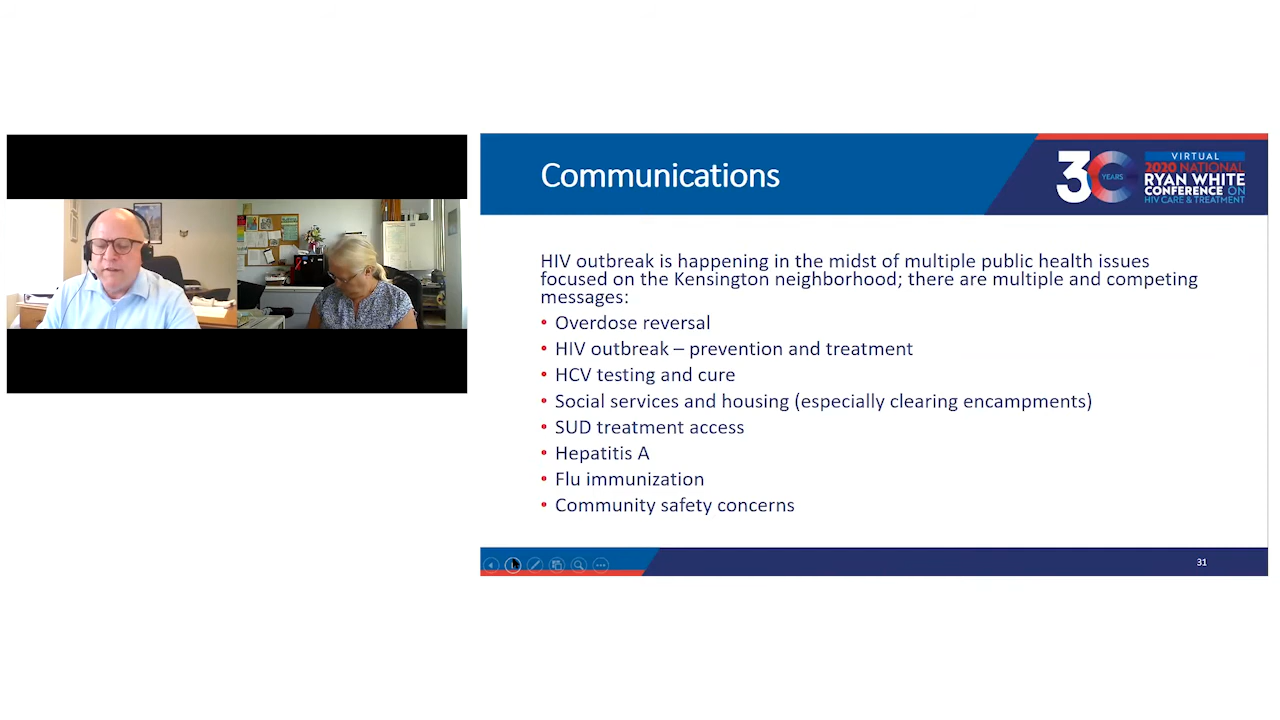 Communications
30
YEARS
VIRTUAL
2020 NATIONAL
RYAN WHITE
CONFERENCE ON
HIV CARE & TREATMENT
HIV outbreak is happening in the midst of multiple public health issues
focused on the Kensington neighborhood; there are multiple and competing
messages:
• Overdose reversal
• HIV outbreak – prevention and treatment
• HCV testing and cure
• Social services and housing (especially clearing encampments)
• SUD treatment access
• Hepatitis A
• Flu immunization
• Community safety concerns
31